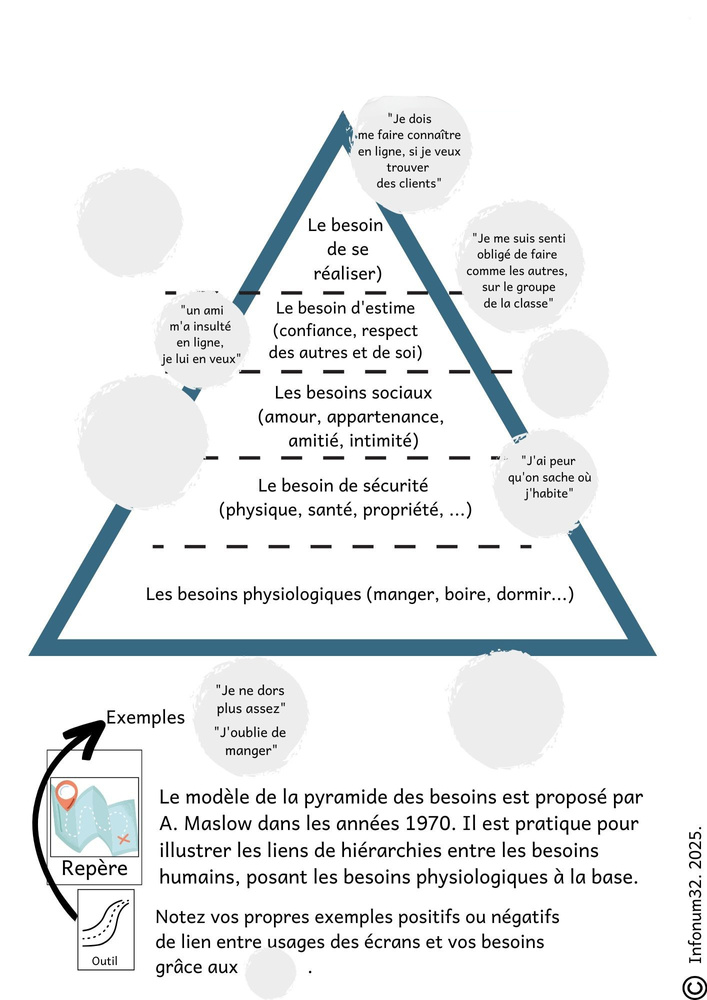 "Je dois
me faire connaître
en ligne, si je veux
trouver
des clients"
Le besoin
de se
réaliser)
"Je me suis senti
obligé de faire
comme les autres,
sur le groupe
de la classe"
"un ami
m'a insulté
en ligne,
je lui en veux"
Le besoin d'estime
(confiance, respect
des autres et de soi)
Les besoins sociaux
(amour, appartenance,
amitié, intimité)
Le besoin de sécurité
(physique, santé, propriété, ...)
"J'ai peur
qu'on sache où
j'habite"
Les besoins physiologiques (manger, boire, dormir...)
Exemples
"Je ne dors
plus assez"
"J'oublie de
manger"
Repère
Le modèle de la pyramide des besoins est proposé par
A. Maslow dans les années 1970. Il est pratique pour
illustrer les liens de hiérarchies entre les besoins
humains, posant les besoins physiologiques à la base.
Outil
Notez vos propres exemples positifs ou négatifs
de lien entre usages des écrans et vos besoins
grâce aux .
© Infonum32. 2025.